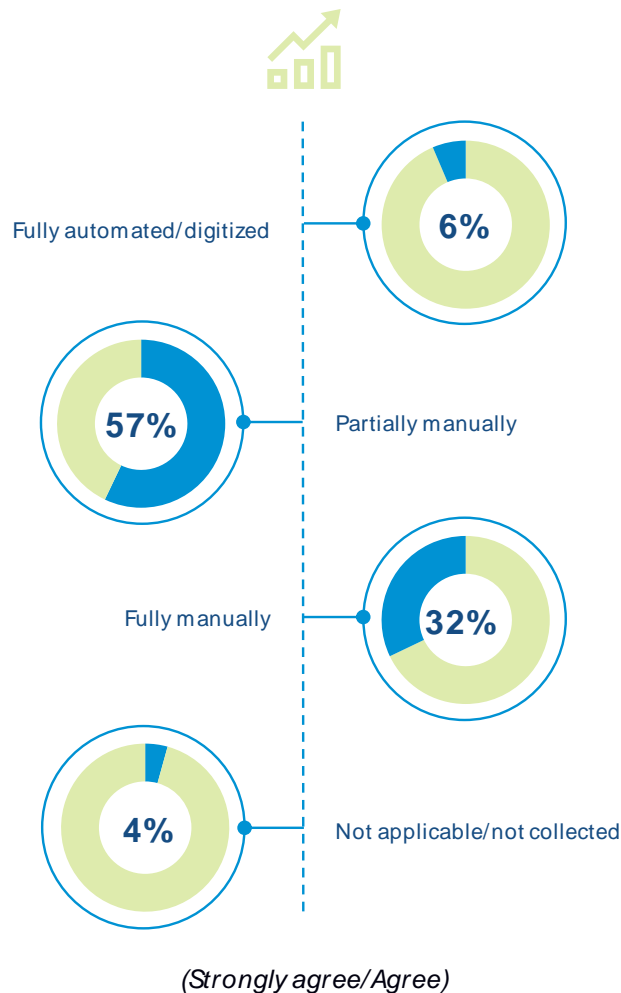 Fully automated/digitized
6%
57%
Partially manually
Fully manually
32%
4%
Not applicable/not collected
(Strongly agree/Agree)